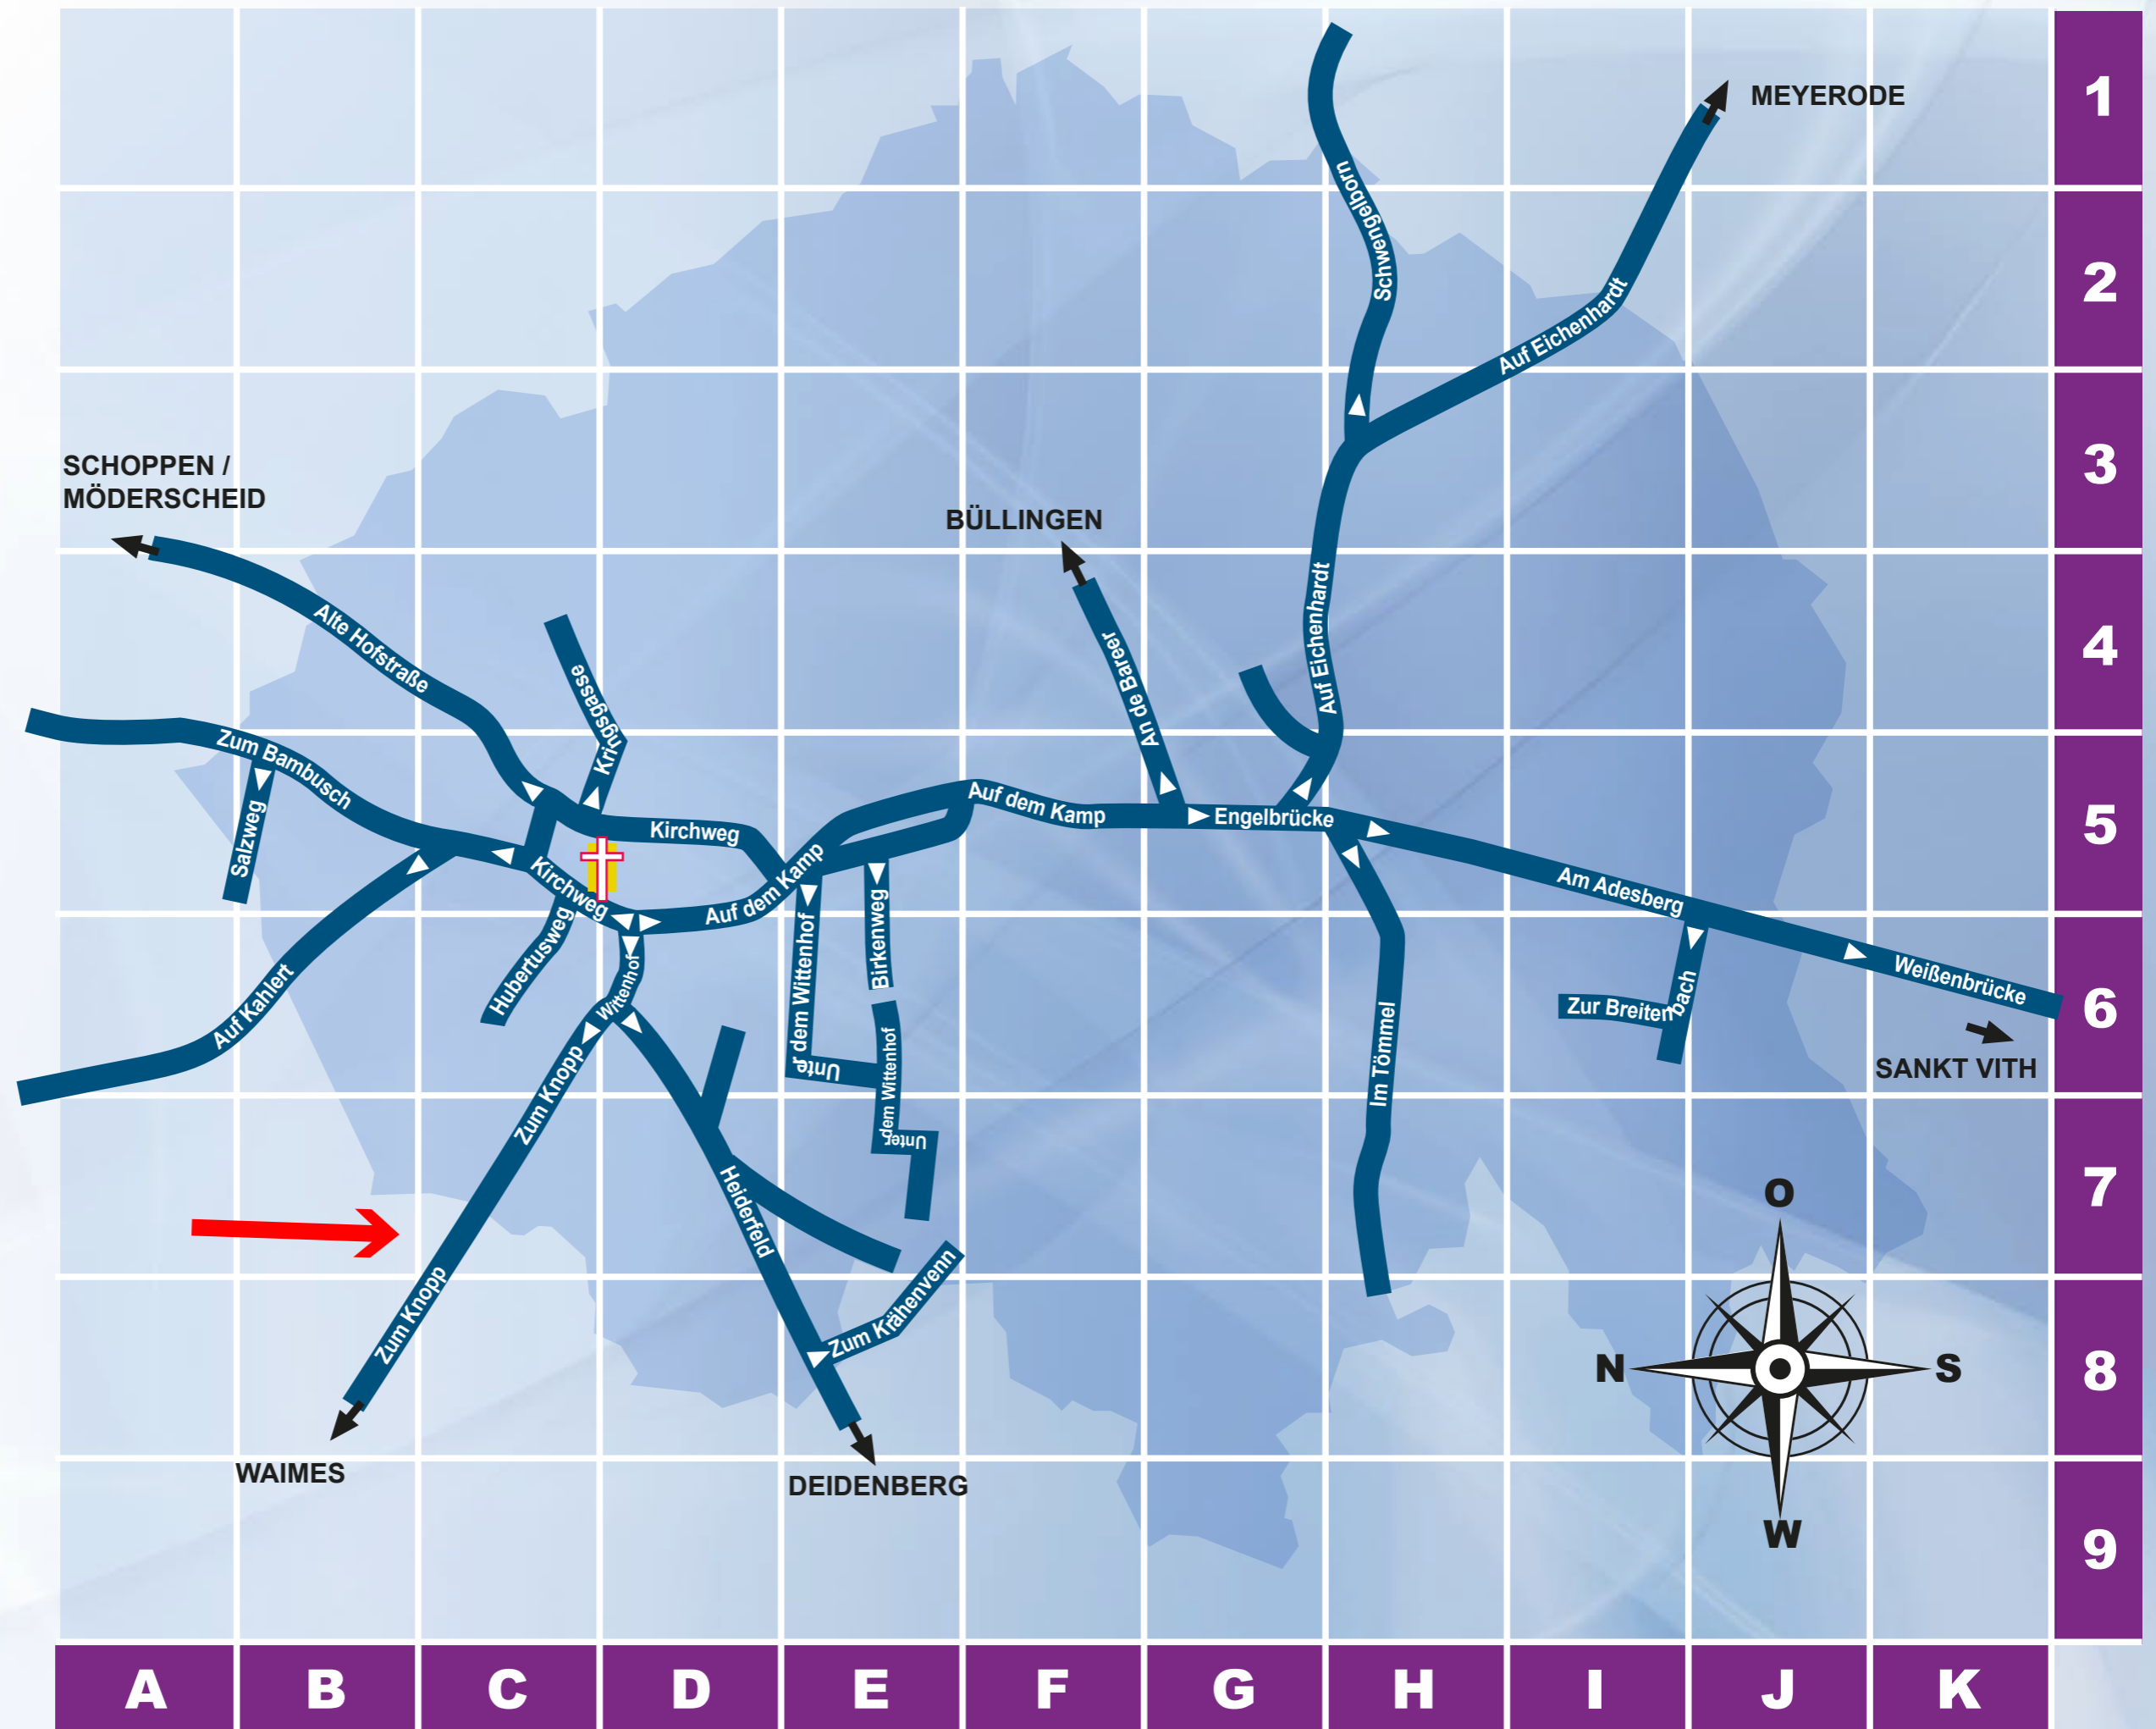 1
MEYERODE
2
Schwengelborn
Auf Eichenhardt
3
SCHOPPEN /
MÖDERSCHEID
BÜLLINGEN
4
Alte Hofstraße
Kringsgasse
An de Bareer
Auf Eichenhardt
5
Zum Bambusch
Salzweg
Kirchweg
Kirchweg
Auf dem Kamp
Auf dem Kamp
Engelbrücke
Am Adesberg
6
Auf Kahlert
Hubertusweg
Wittenhof
Unter dem Wittenhof
Birkenweg
Unter dem Wittenhof
Im Tömmel
Zur Breitenbach
Weißenbrücke
SANKT VITH
7
Zum Knopp
Heiderfeld
O
8
Zum Knopp
Zum Krähenvenn
N
S
W
WAIMES
DEIDENBERG
9
A B C D E F G H I J K